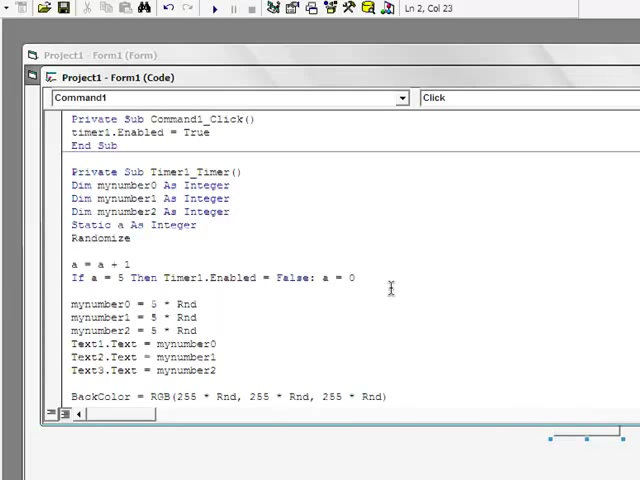 Ln 2, Col 23
Project1 - Form1 (Form)
Project1 - Form1 (Code)
Command1
Click
Private Sub Command1_Click()
timer1.Enabled = True
End Sub
Private Sub Timer1_Timer()
Dim mynumber0 As Integer
Dim mynumber1 As Integer
Dim mynumber2 As Integer
Static a As Integer
Randomize
a = a + 1
If a = 5 Then Timer1.Enabled = False: a = 0
mynumber0 = 5 * Rnd
mynumber1 = 5 * Rnd
mynumber2 = 5 * Rnd
Text1.Text = mynumber0
Text2.Text = mynumber1
Text3.Text = mynumber2
BackColor = RGB(255 * Rnd, 255 * Rnd, 255 * Rnd)